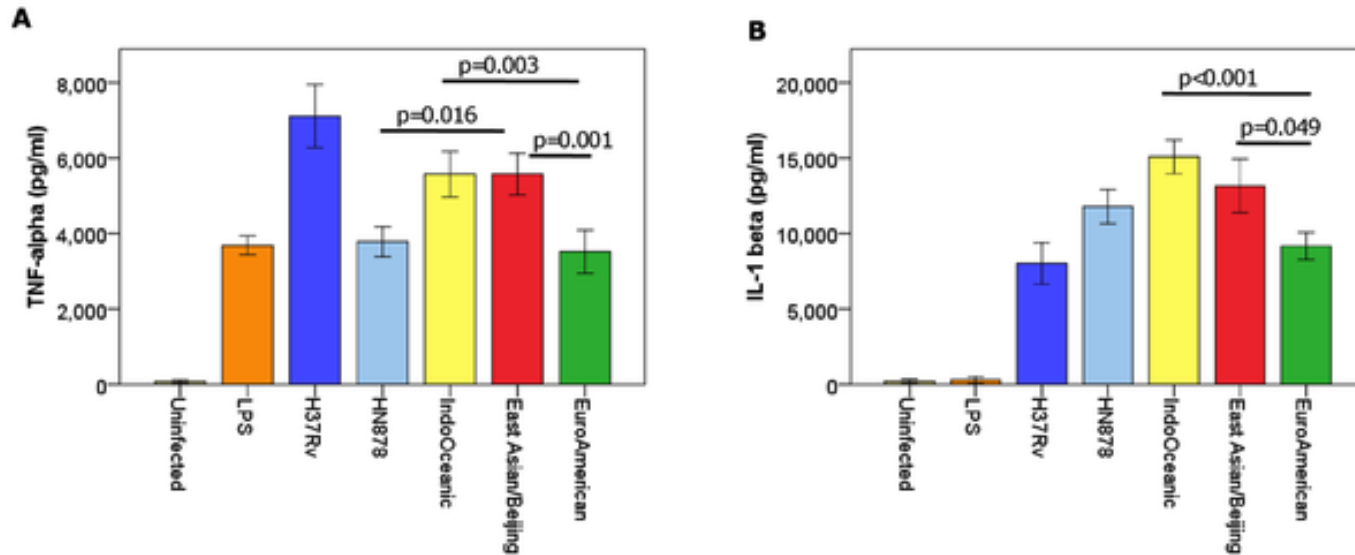 A
TNF-alpha (pg/ml)
8,000
6,000
4,000
2,000
0
p=0.003
p=0.016
p=0.001
Uninfected
LPS
H37Rv
HN878
IndoOceanic
East Asian/Beijing
EuroAmerican
B
IL-1 beta (pg/ml)
20,000
15,000
10,000
5,000
0
p<0.001
p=0.049
Uninfected
LPS
H37Rv
HN878
IndoOceanic
East Asian/Beijing
EuroAmerican